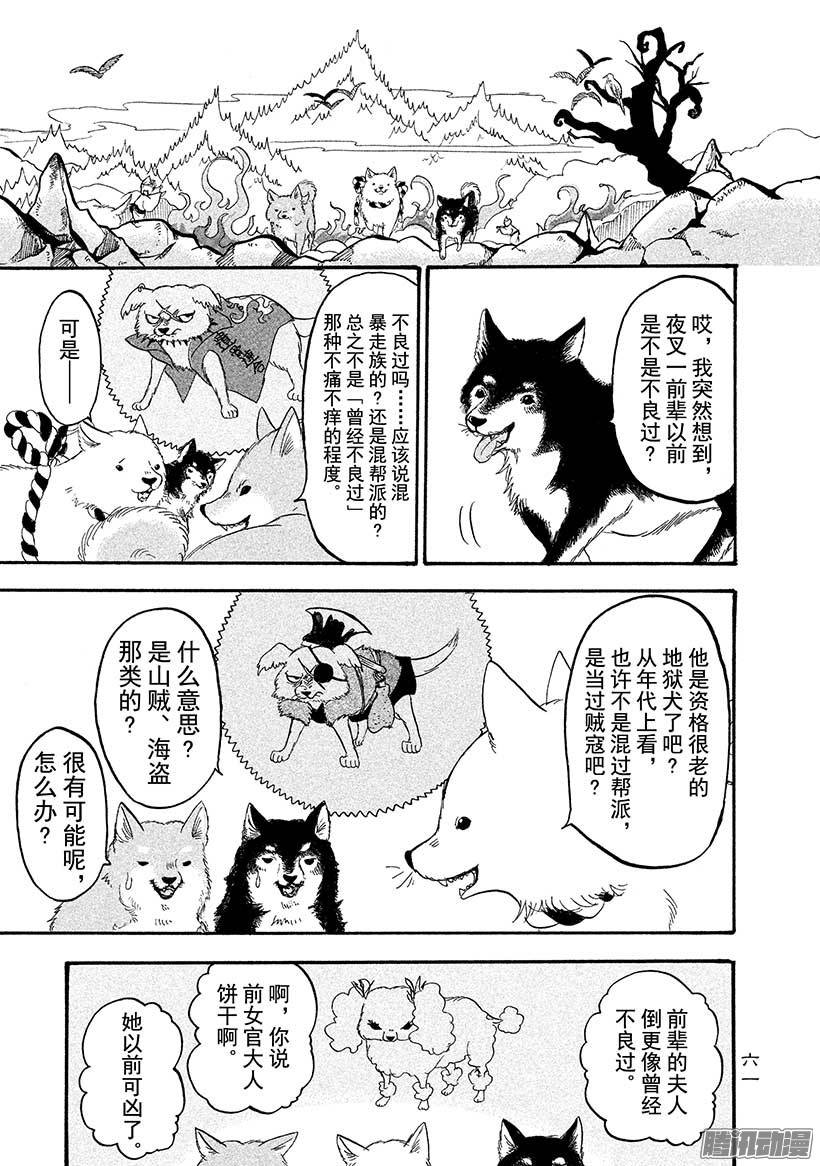 哎，我突然想到，
夜叉一前辈以前
是不是不良过？
不良过吗……应该说混
暴走族的？还是混帮派的？
总之不是「曾经不良过」
那种不痛不痒的程度。
可是——
他是资格很老的
地狱犬了吧？
从年代上看，
也许不是混过帮派，
是当过贼寇吧？
什么意思？
是山贼、海盗
那类的？
很有可能呢，
怎么办？
前辈的夫人
倒更像曾经
不良过。
啊，你说
前女官大人
饼干啊。
她以前可凶了。
六一
腾讯动漫